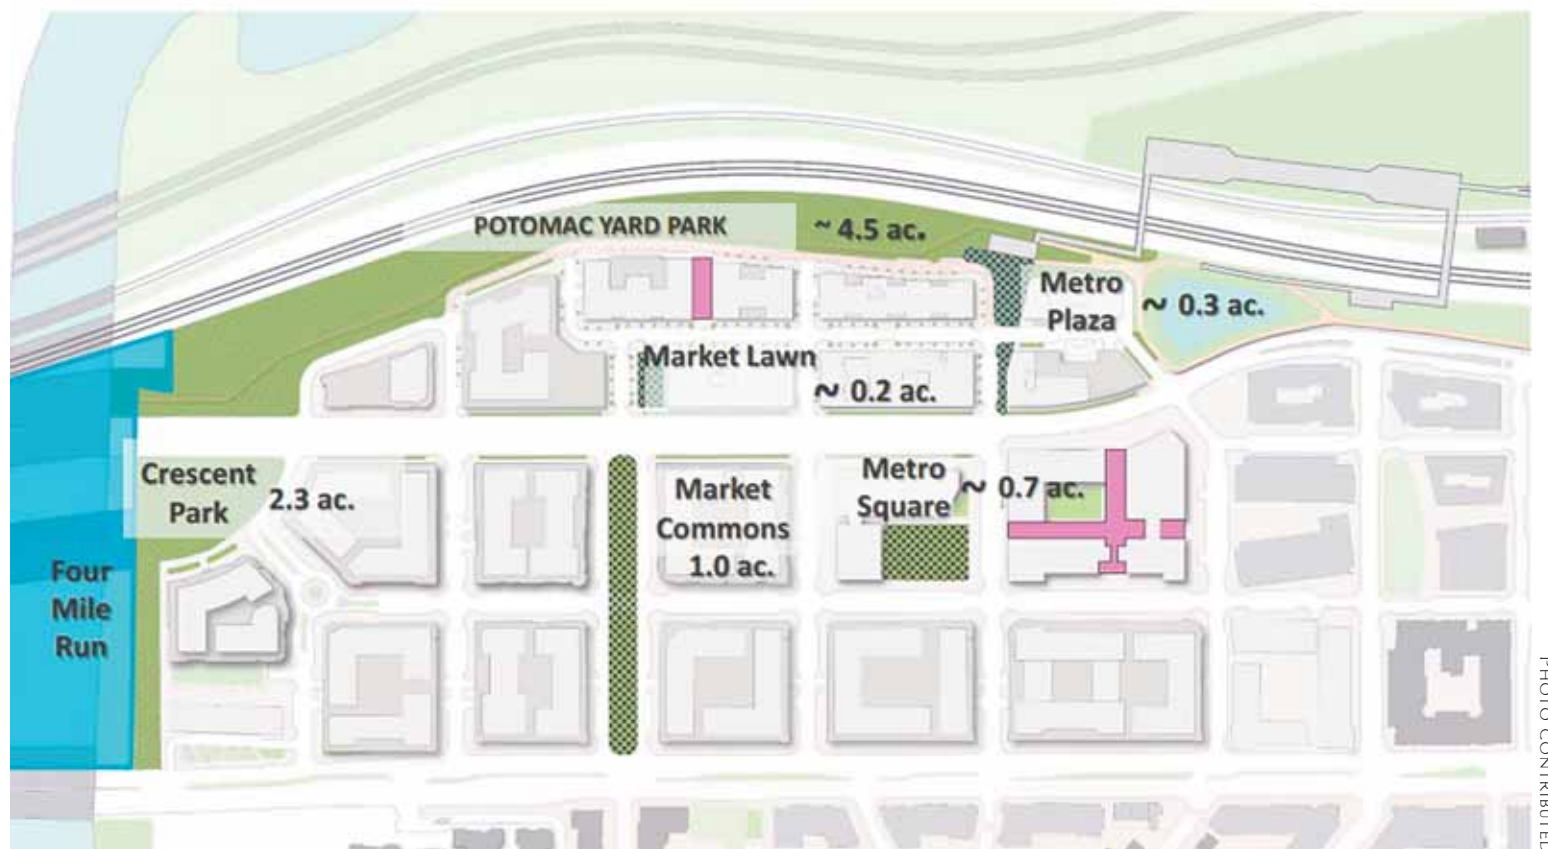 POTOMAC YARD PARK
~ 4.5 ac.
Metro
Plaza
~ 0.3 ac.
Market Lawn
~ 0.2 ac.
Crescent
Park
2.3 ac.
Market
Commons
1.0 ac.
Metro
Square
~ 0.7 ac.
Four
Mile
Run
PHOTO CONTRIBUTED